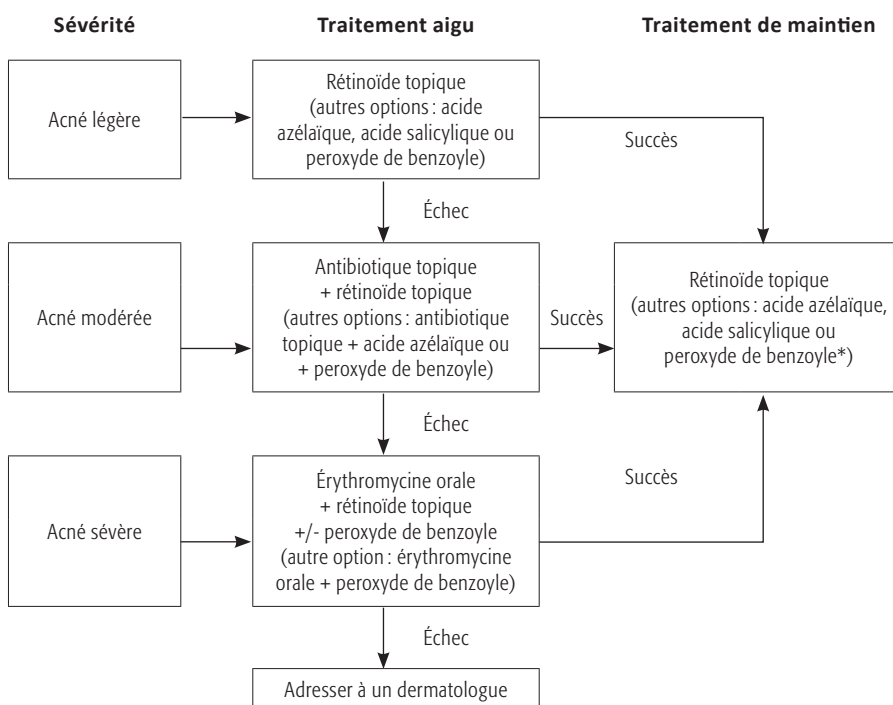 Sévérité
Traitement aigu
Traitement de maintien
Acné légère
Rétinoïde topique
(autres options : acide
azélaïque, acide salicylique ou
peroxyde de benzoyle)
Succès
Échec
Acné modérée
Antibiotique topique
+ rétinoïde topique
(autres options : antibiotique
topique + acide azélaïque ou
+ peroxyde de benzoyle)
Succès
Rétinoïde topique
(autres options : acide azélaïque,
acide salicylique ou
peroxyde de benzoyle*)
Échec
Acné sévère
Érythromycine orale
+ rétinoïde topique
+/- peroxyde de benzoyle
(autre option : érythromycine
orale + peroxyde de benzoyle)
Succès
Échec
Adresser à un dermatologue